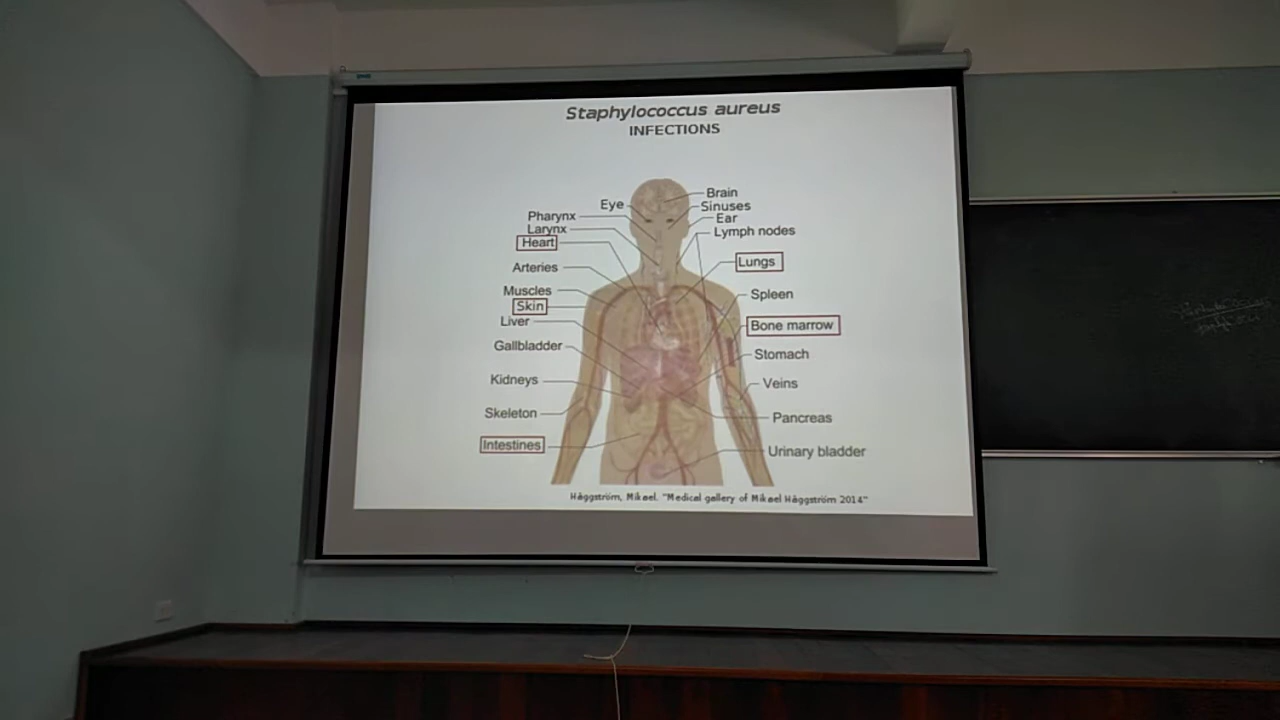 Staphylococcus aureus
INFECTIONS
Brain
Eye
Sinuses
Pharynx
Ear
Larynx
Lymph nodes
Heart
Lungs
Arteries
Muscles
Spleen
Skin
Liver
Bone marrow
Gallbladder
Stomach
Kidneys
Veins
Skeleton
Pancreas
Intestines
Urinary bladder
Häggström, Mikael. "Medical gallery of Mikael Häggström 2014"